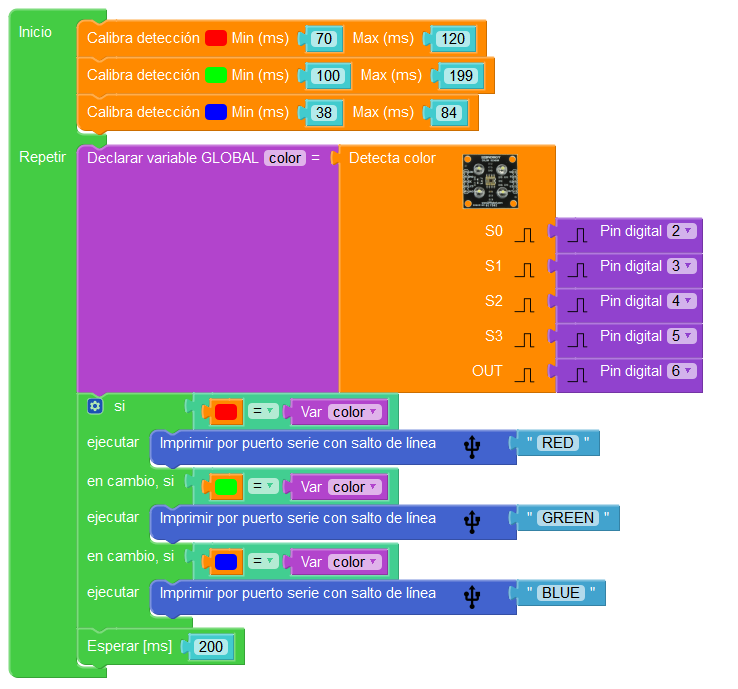 Inicio
Calibra detección Min (ms) 70 Max (ms) 120
Calibra detección Min (ms) 100 Max (ms) 199
Calibra detección Min (ms) 38 Max (ms) 84
Repetir
Declarar variable GLOBAL color = Detecta color
S0 Pin digital 2
S1 Pin digital 3
S2 Pin digital 4
S3 Pin digital 5
OUT Pin digital 6
si = Var color
ejecutar Imprimir por puerto serie con salto de línea " RED "
en cambio, si = Var color
ejecutar Imprimir por puerto serie con salto de línea " GREEN "
en cambio, si = Var color
ejecutar Imprimir por puerto serie con salto de línea " BLUE "
Esperar [ms] 200